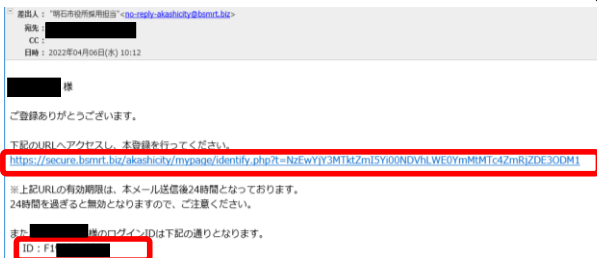 差出人： "明石市役所採用担当"<no-reply-akashicity@bsmrt.biz>
宛先：
CC：
日時： 2022年04月06日(水) 10:12
様
ご登録ありがとうございます。
下記のURLへアクセスし、本登録を行ってください。
https://secure.bsmrt.biz/akashicity/mypage/identify.php?t=NzEwYjY3MTktZmI5Yi00NDVhLWE0YmMtMTc4ZmRjZDE3ODM1
※上記URLの有効期限は、本メール送信後24時間となっております。
24時間を過ぎると無効となりますので、ご注意ください。
また 様のログインIDは下記の通りとなります。
ID：F1